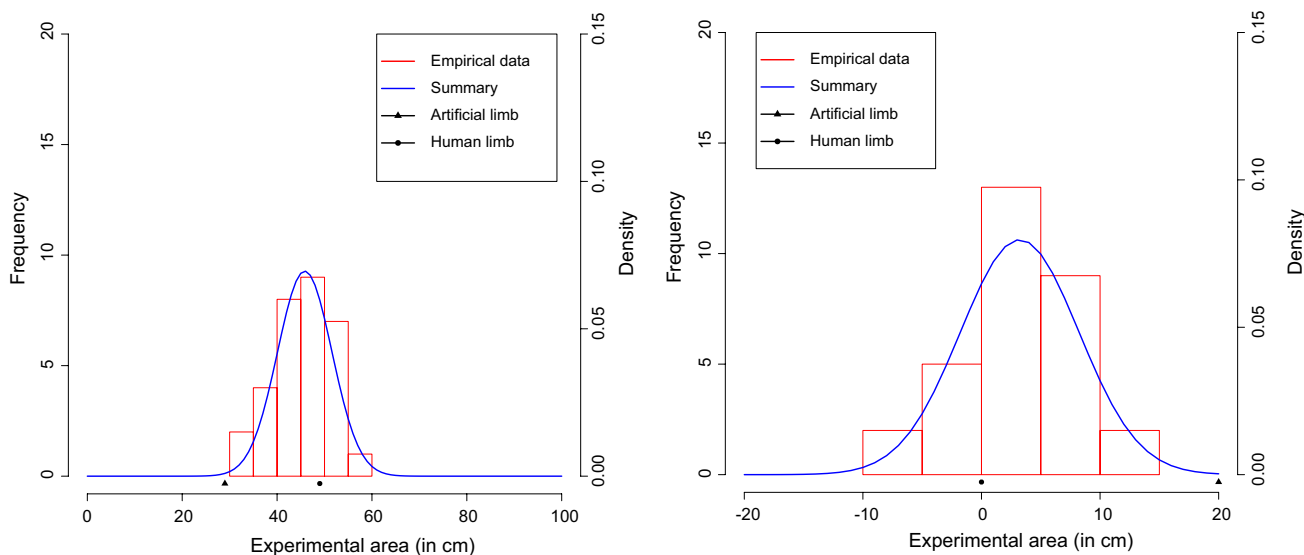 Empirical data
Summary
Artificial limb
Human limb
Frequency
0
5
10
15
20
Density
0.00
0.05
0.10
0.15
0 20 40 60 80 100
Experimental area (in cm)
Empirical data
Summary
Artificial limb
Human limb
Frequency
0
5
10
15
20
Density
0.00
0.05
0.10
0.15
-20 -10 0 10 20
Experimental area (in cm)